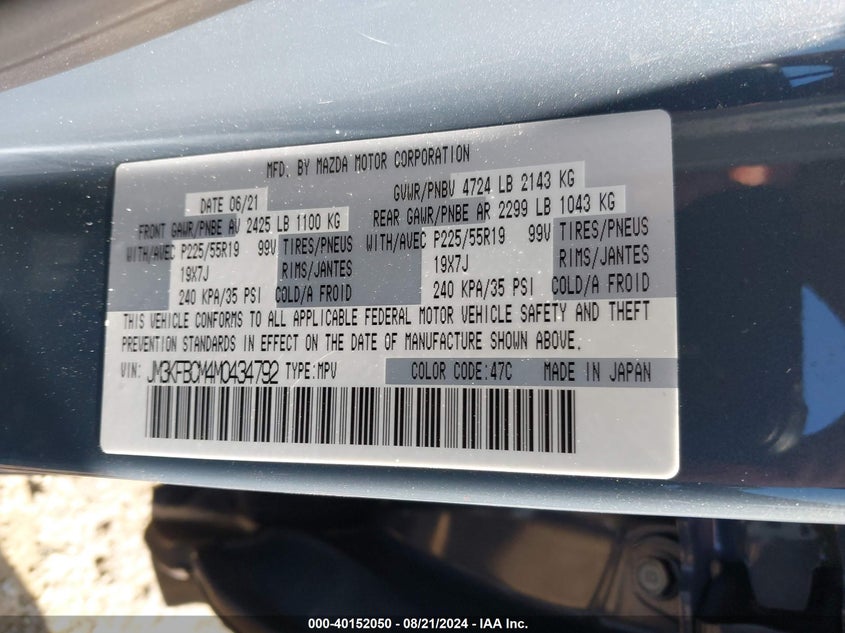 MFD. BY MAZDA MOTOR CORPORATION
DATE 06/21 GVWR/PNBV 4724 LB 2143 KG
FRONT GAWR/PNBE AV 2425 LB 1100 KG REAR GAWR/PNBE AR 2299 LB 1043 KG
WITH/AVEC P225/55R19 99V TIRES/PNEUS WITH/AVEC P225/55R19 99V TIRES/PNEUS
19X7J RIMS/JANTES 19X7J RIMS/JANTES
240 KPA/35 PSI COLD/A FROID 240 KPA/35 PSI COLD/A FROID
THIS VEHICLE CONFORMS TO ALL APPLICABLE FEDERAL MOTOR VEHICLE SAFETY AND THEFT
PREVENTION STANDARDS IN EFFECT ON THE DATE OF MANUFACTURE SHOWN ABOVE.
VIN: JM3KFBCM4M0434792 TYPE:MPV COLOR CODE:47C MADE IN JAPAN
000-40152050 - 08/21/2024 - IAA Inc.